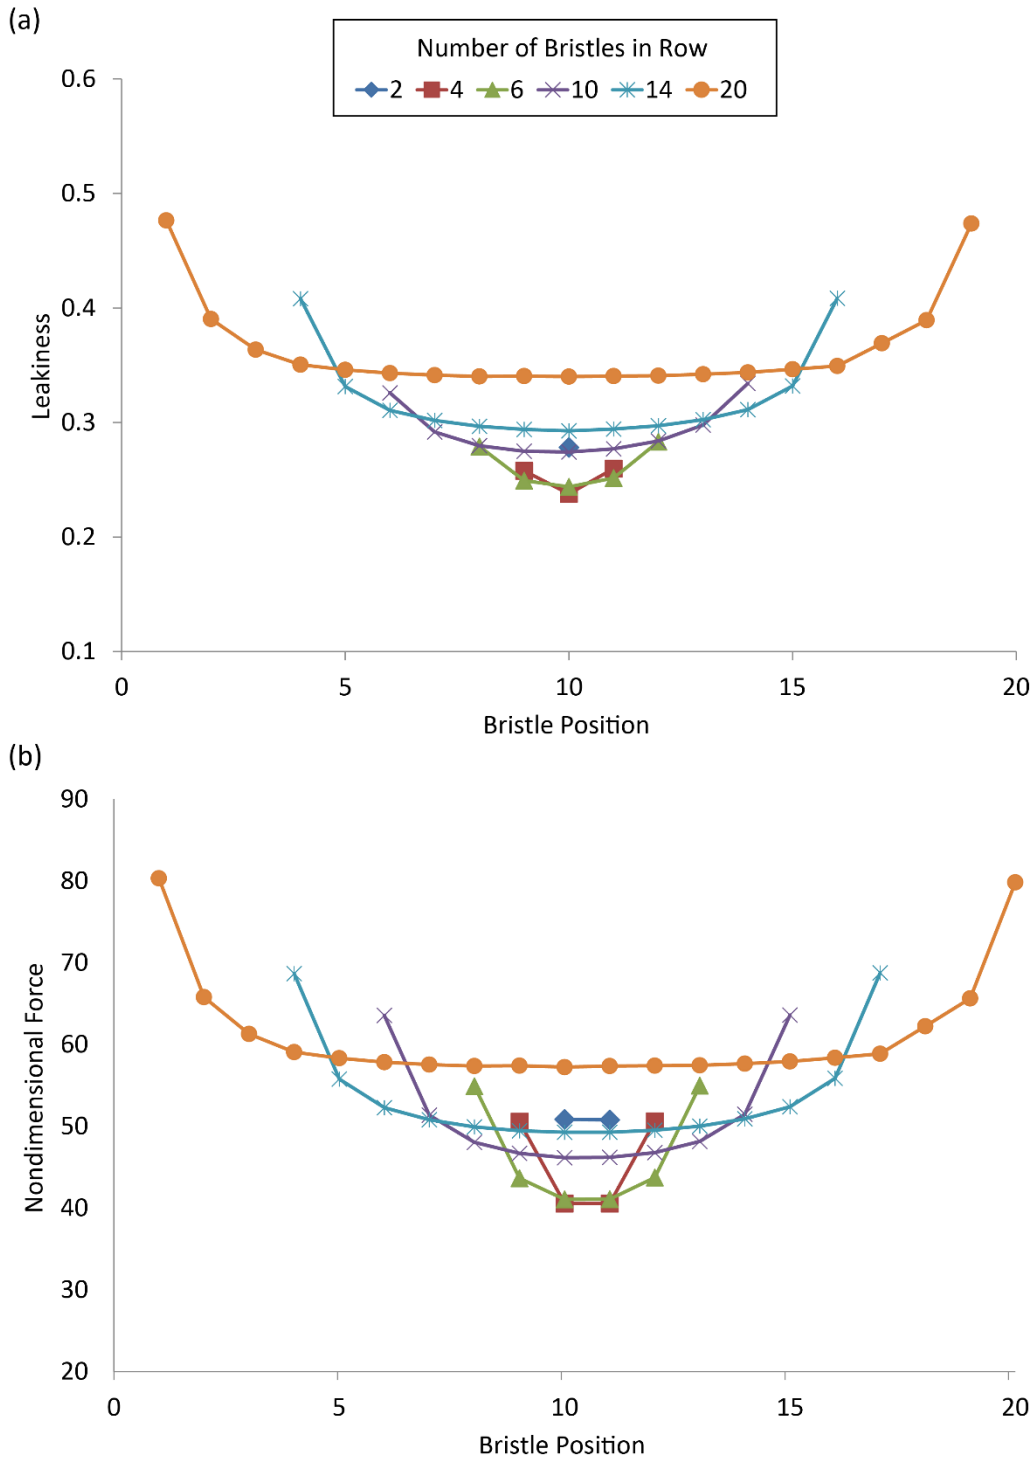 (a)
Number of Bristles in Row
2 4 6 10 14 20
0.6
0.5
0.4
0.3
0.2
0.1
Leakiness
0 5 10 15 20
Bristle Position
(b)
90
80
70
60
50
40
30
20
Nondimensional Force
0 5 10 15 20
Bristle Position